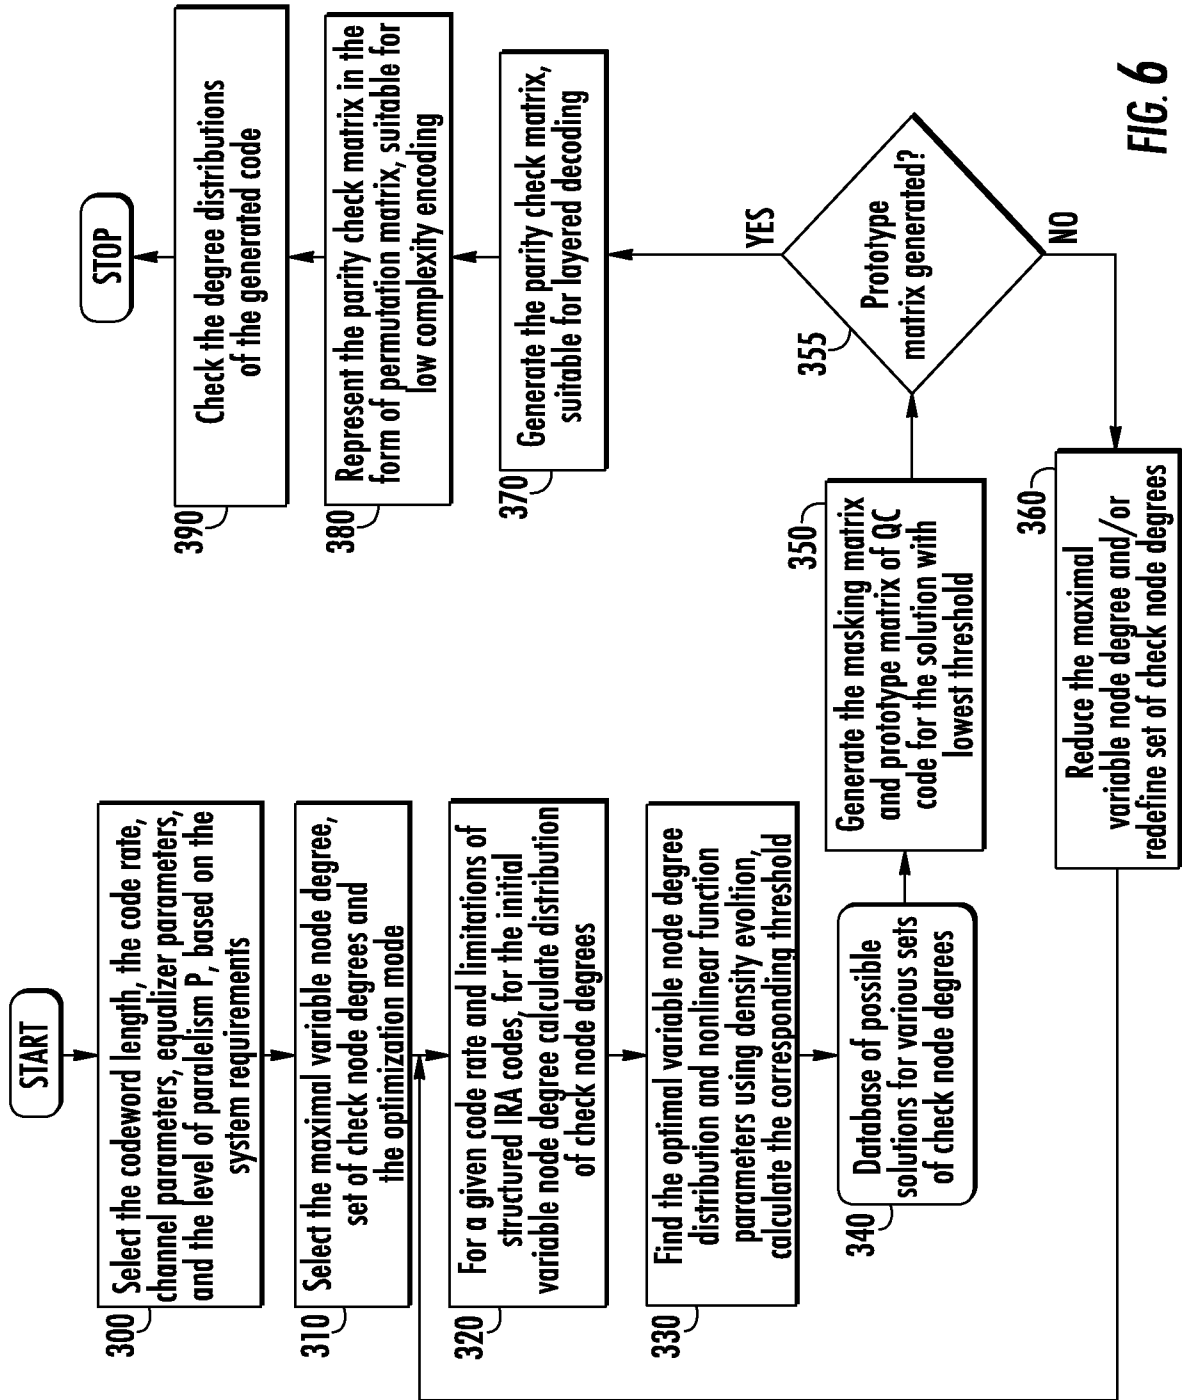 START
300
Select the codeword length, the code rate,
channel parameters, equalizer parameters,
and the level of paralelism P, based on the
system requirements
310
Select the maximal variable node degree,
set of check node degrees and
the optimization mode
320
For a given code rate and limitations of
structured IRA codes, for the initial
variable node degree calculate distribution
of check node degrees
330
Find the optimal variable node degree
distribution and nonlinear function
parameters using density evoltion,
calculate the corresponding threshold
340
Database of possible
solutions for various sets
of check node degrees
350
Generate the masking matrix
and prototype matrix of QC
code for the solution with
lowest threshold
355
Prototype
matrix generated?
YES
NO
360
Reduce the maximal
variable node degree and/or
redefine set of check node degrees
370
Generate the parity check matrix,
suitable for layered decoding
380
Represent the parity check matrix in the
form of permutation matrix, suitable for
low complexity encoding
390
Check the degree distributions
of the generated code
STOP
FIG. 6